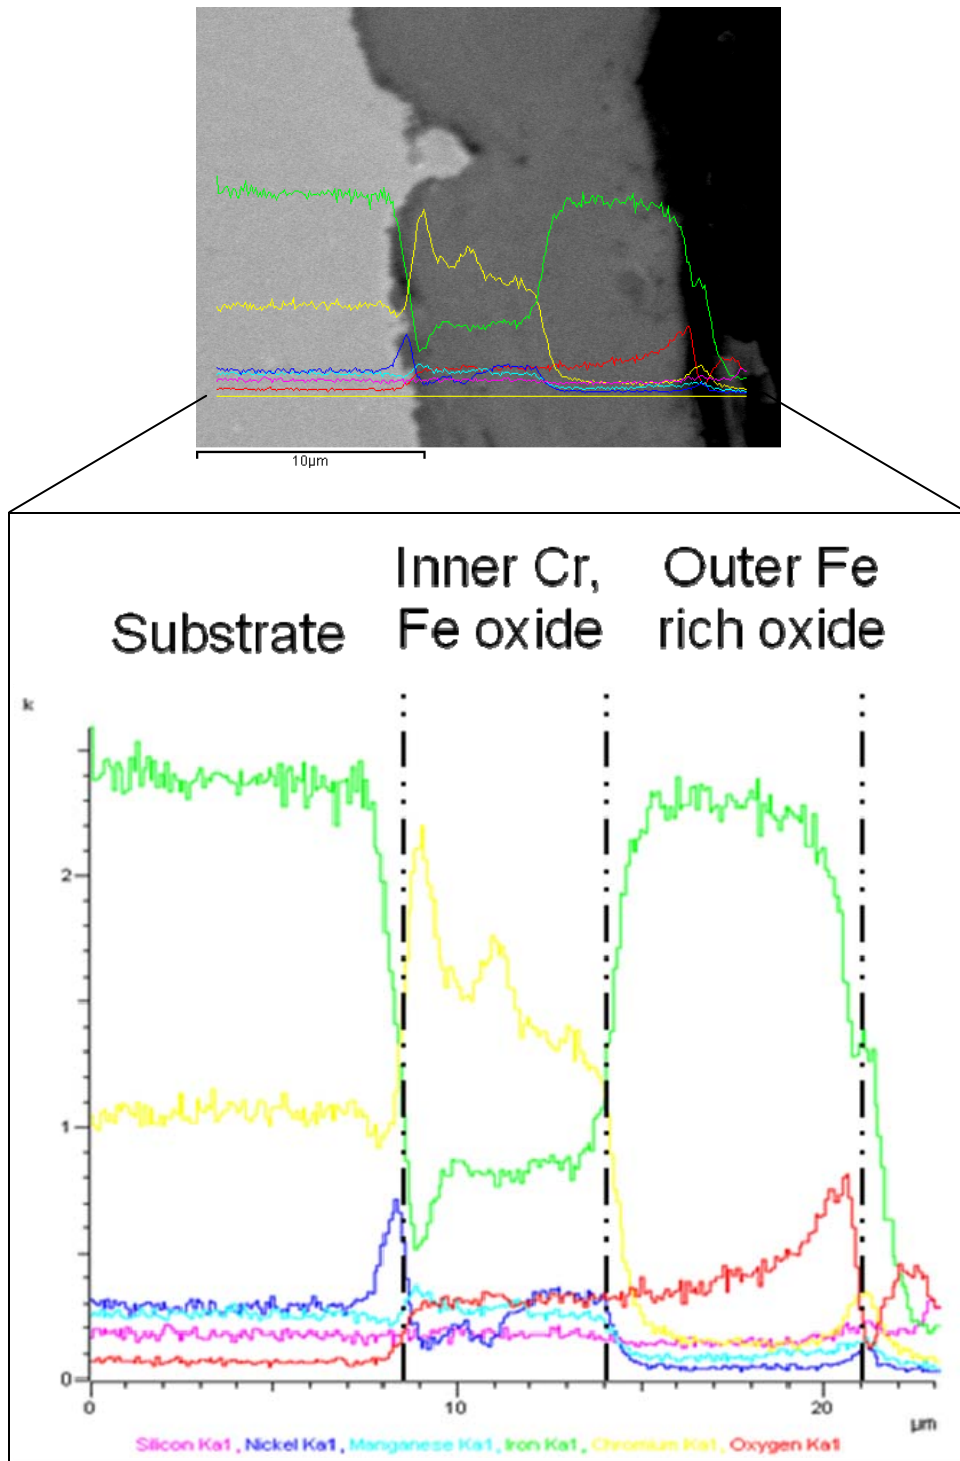 10µm
Inner Cr,
Fe oxide
Outer Fe
rich oxide
Substrate
k
2
1
0
0
10
20
µm
Silicon Ka1, Nickel Ka1, Manganese Ka1, Iron Ka1, Chromium Ka1, Oxygen Ka1